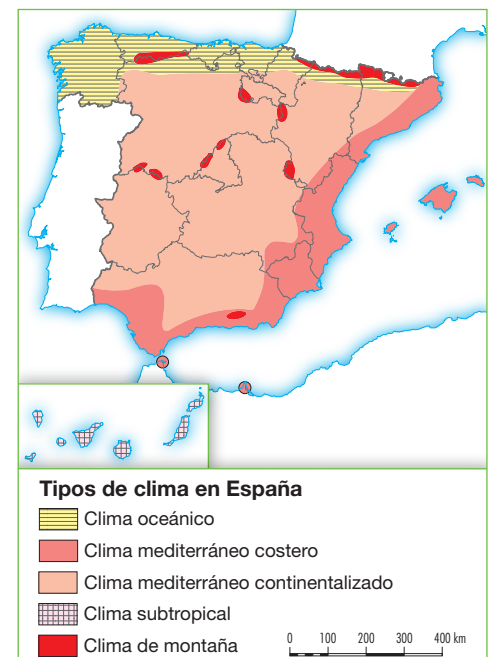 Tipos de clima en España
Clima oceánico
Clima mediterráneo costero
Clima mediterráneo continentalizado
Clima subtropical
Clima de montaña
0 100 200 300 400 km